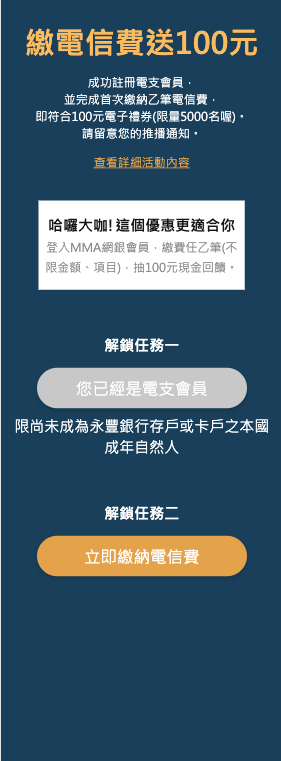 繳電信費送100元
成功註冊電支會員，
並完成首次繳納乙筆電信費，
即符合100元電子禮券(限量5000名喔)。
請留意您的推播通知。
查看詳細活動內容
哈囉大咖! 這個優惠更適合你
登入MMA網銀會員，繳費任乙筆(不
限金額、項目)，抽100元現金回饋。
解鎖任務一
您已經是電支會員
限尚未成為永豐銀行存戶或卡戶之本國
成年自然人
解鎖任務二
立即繳納電信費